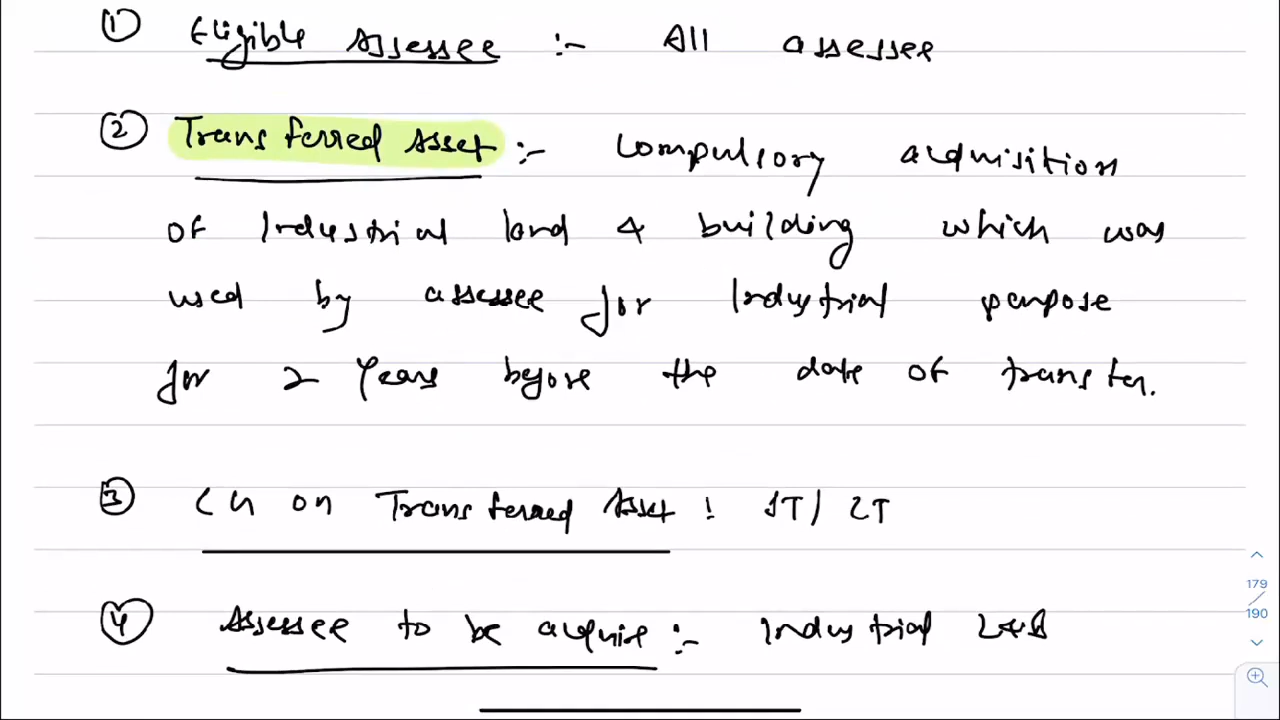 ① Eligible Assessee :- All assessee
② Transferred Asset :- Compulsory acquisition
of Industrial land & building which was
used by assessee for Industrial purpose
for 2 years before the date of transfer.
③ CG on Transferred Asset : ST/LT
④ Assessee to be acquire :- Industrial L&B
179
190